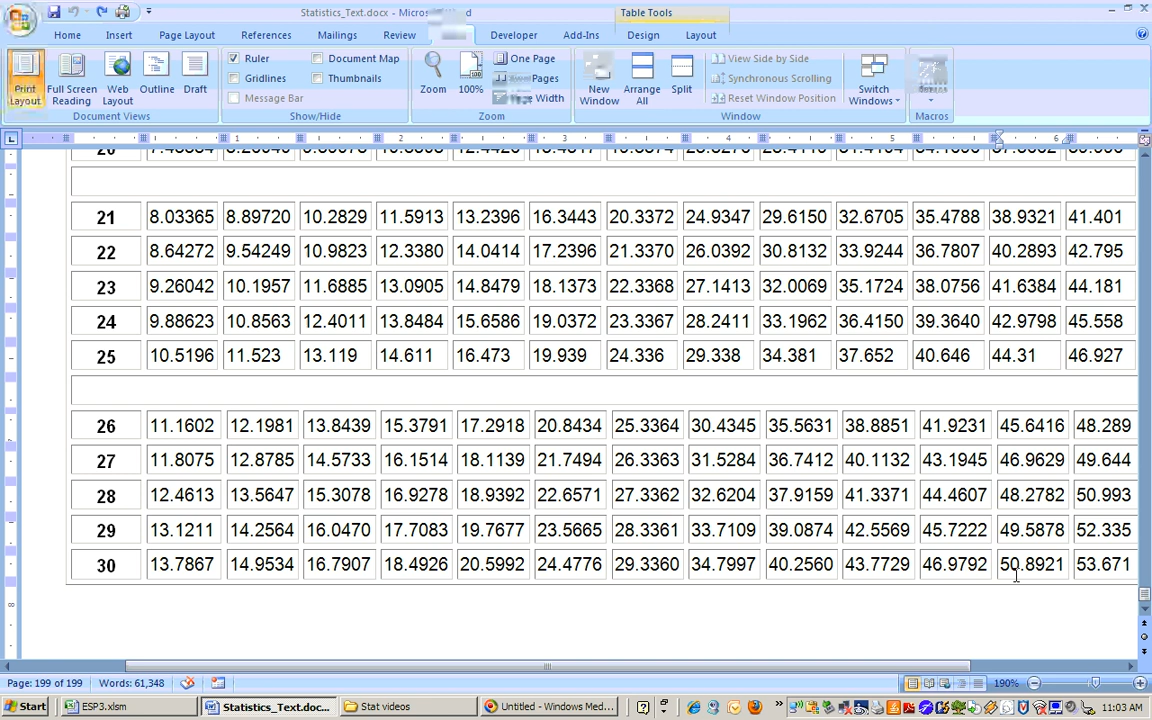 Statistics_Text.docx - Micros
Table Tools
Home Insert Page Layout References Mailings Review Developer Add-Ins Design Layout
Print Layout
Full Screen Reading
Web Layout
Outline
Draft
Document Views
Ruler
Gridlines
Message Bar
Document Map
Thumbnails
Show/Hide
Zoom
100%
One Page
Pages
Width
Zoom
New Window
Arrange All
Split
View Side by Side
Synchronous Scrolling
Reset Window Position
Window
Switch Windows
Macros
1 2 3 4 5 6
21 8.03365 8.89720 10.2829 11.5913 13.2396 16.3443 20.3372 24.9347 29.6150 32.6705 35.4788 38.9321 41.401
22 8.64272 9.54249 10.9823 12.3380 14.0414 17.2396 21.3370 26.0392 30.8132 33.9244 36.7807 40.2893 42.795
23 9.26042 10.1957 11.6885 13.0905 14.8479 18.1373 22.3368 27.1413 32.0069 35.1724 38.0756 41.6384 44.181
24 9.88623 10.8563 12.4011 13.8484 15.6586 19.0372 23.3367 28.2411 33.1962 36.4150 39.3640 42.9798 45.558
25 10.5196 11.523 13.119 14.611 16.473 19.939 24.336 29.338 34.381 37.652 40.646 44.31 46.927
26 11.1602 12.1981 13.8439 15.3791 17.2918 20.8434 25.3364 30.4345 35.5631 38.8851 41.9231 45.6416 48.289
27 11.8075 12.8785 14.5733 16.1514 18.1139 21.7494 26.3363 31.5284 36.7412 40.1132 43.1945 46.9629 49.644
28 12.4613 13.5647 15.3078 16.9278 18.9392 22.6571 27.3362 32.6204 37.9159 41.3371 44.4607 48.2782 50.993
29 13.1211 14.2564 16.0470 17.7083 19.7677 23.5665 28.3361 33.7109 39.0874 42.5569 45.7222 49.5878 52.335
30 13.7867 14.9534 16.7907 18.4926 20.5992 24.4776 29.3360 34.7997 40.2560 43.7729 46.9792 50.8921 53.671
Page: 199 of 199 Words: 61,348 190%
Start ESP3.xlsm Statistics_Text.doc... Stat videos Untitled - Windows Med... 11:03 AM